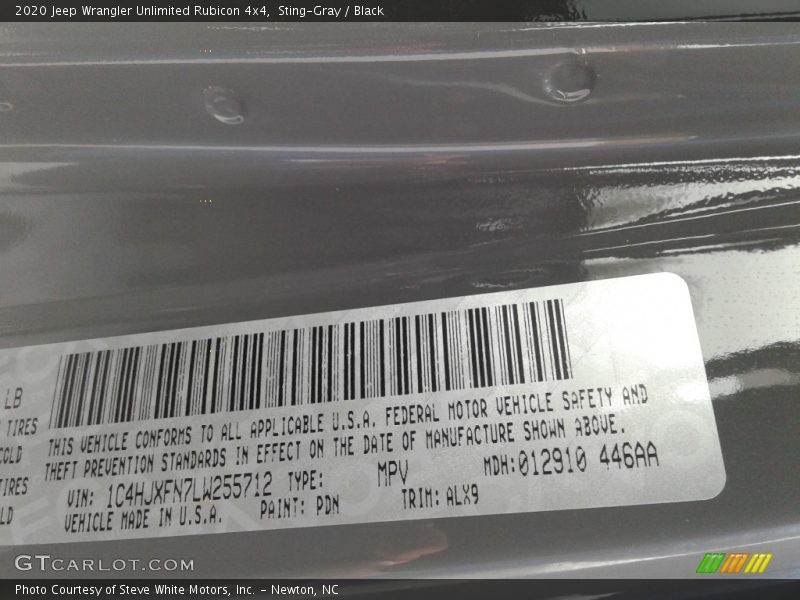 2020 Jeep Wrangler Unlimited Rubicon 4x4, Sting-Gray / Black
LB
TIRES
COLD
TIRES
LD
THIS VEHICLE CONFORMS TO ALL APPLICABLE U.S.A. FEDERAL MOTOR VEHICLE SAFETY AND
THEFT PREVENTION STANDARDS IN EFFECT ON THE DATE OF MANUFACTURE SHOWN ABOVE.
VIN: 1C4HJXFN7LW255712 TYPE: MPV MDH:012910 446AA
VEHICLE MADE IN U.S.A. PAINT: PDN TRIM: ALX9
GTCARLOT.COM
Photo Courtesy of Steve White Motors, Inc. - Newton, NC